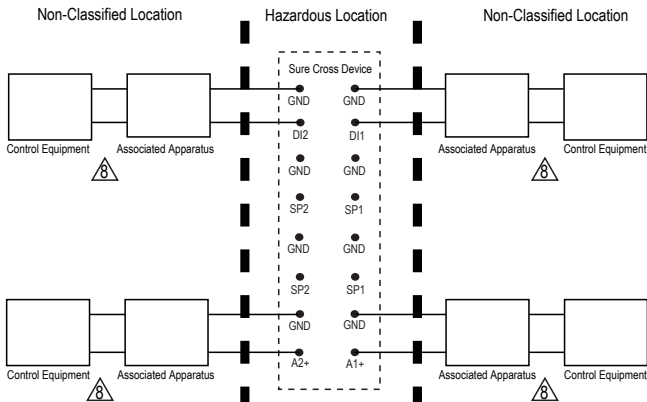 Non-Classified Location Hazardous Location Non-Classified Location
Sure Cross Device
GND GND
DI2 DI1
Control Equipment Associated Apparatus Associated Apparatus Control Equipment
8 8
GND GND
SP2 SP1
GND GND
SP2 SP1
GND GND
A2+ A1+
Control Equipment Associated Apparatus Associated Apparatus Control Equipment
8 8